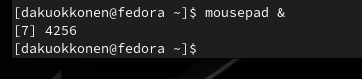 [dakuokkonen@fedora ~]$ mousepad &
[7] 4256
[dakuokkonen@fedora ~]$